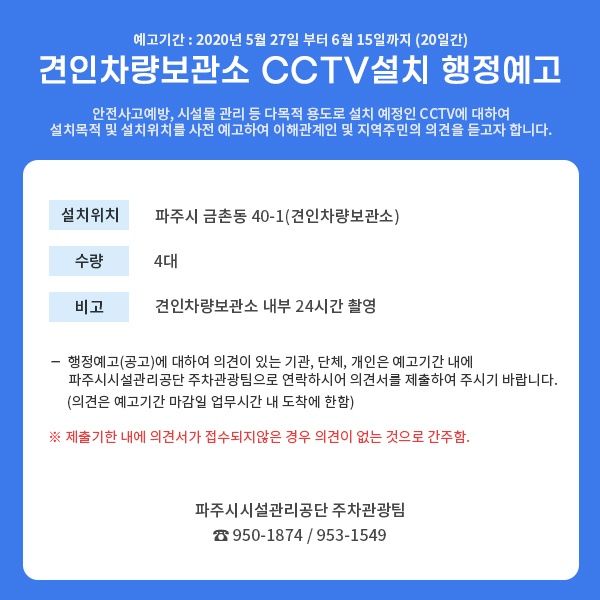 예고기간 : 2020년 5월 27일 부터 6월 15일까지 (20일간)
견인차량보관소 CCTV설치 행정예고
안전사고예방, 시설물 관리 등 다목적 용도로 설치 예정인 CCTV에 대하여
설치목적 및 설치위치를 사전 예고하여 이해관계인 및 지역주민의 의견을 듣고자 합니다.
설치위치 파주시 금촌동 40-1(견인차량보관소)
수량 4대
비고 견인차량보관소 내부 24시간 촬영
– 행정예고(공고)에 대하여 의견이 있는 기관, 단체, 개인은 예고기간 내에
파주시시설관리공단 주차관광팀으로 연락하시어 의견서를 제출하여 주시기 바랍니다.
(의견은 예고기간 마감일 업무시간 내 도착에 한함)
※ 제출기한 내에 의견서가 접수되지않은 경우 의견이 없는 것으로 간주함.
파주시시설관리공단 주차관광팀
☎ 950-1874 / 953-1549